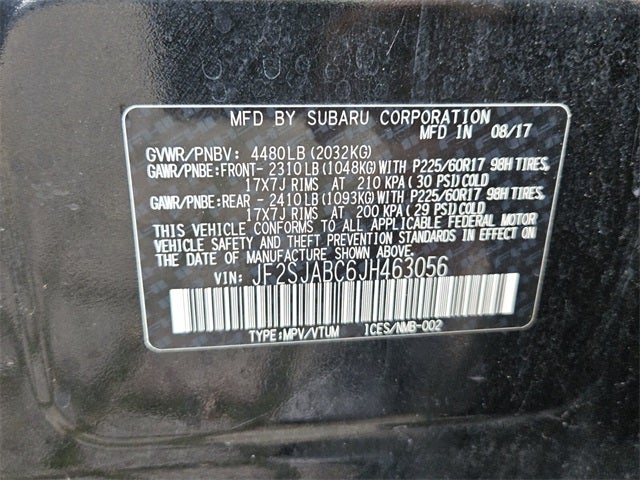 MFD BY SUBARU CORPORATION
MFD IN 08/17
GVWR/PNBV: 4480LB (2032KG)
GAWR/PNBE:FRONT- 2310LB (1048KG)WITH P225/60R17 98H TIRES,
17X7J RIMS AT 210 KPA (30 PSI)COLD
GAWR/PNBE:REAR - 2410LB (1093KG)WITH P225/60R17 98H TIRES,
17X7J RIMS AT 200 KPA (29 PSI)COLD
THIS VEHICLE CONFORMS TO ALL APPLICABLE FEDERAL MOTOR
VEHICLE SAFETY AND THEFT PREVENTION STANDARDS IN EFFECT ON
THE DATE OF MANUFACTURE SHOWN ABOVE.
VIN: JF2SJABC6JH463056
TYPE:MPV/VTUM ICES/NMB-002